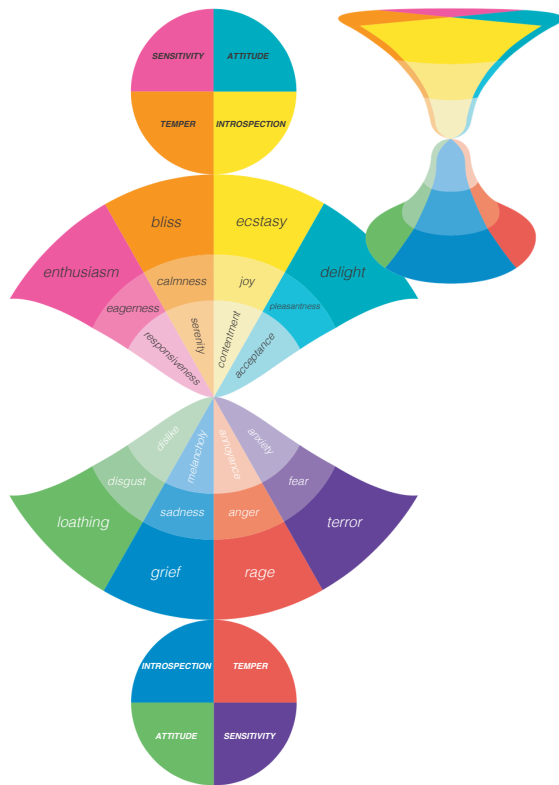 SENSITIVITY ATTITUDE
TEMPER INTROSPECTION
bliss ecstasy
enthusiasm delight
calmness joy
eagerness pleasantness
responsiveness serenity contentment acceptance
dislike melancholy annoyance anxiety
disgust fear
sadness anger
loathing terror
grief rage
INTROSPECTION TEMPER
ATTITUDE SENSITIVITY